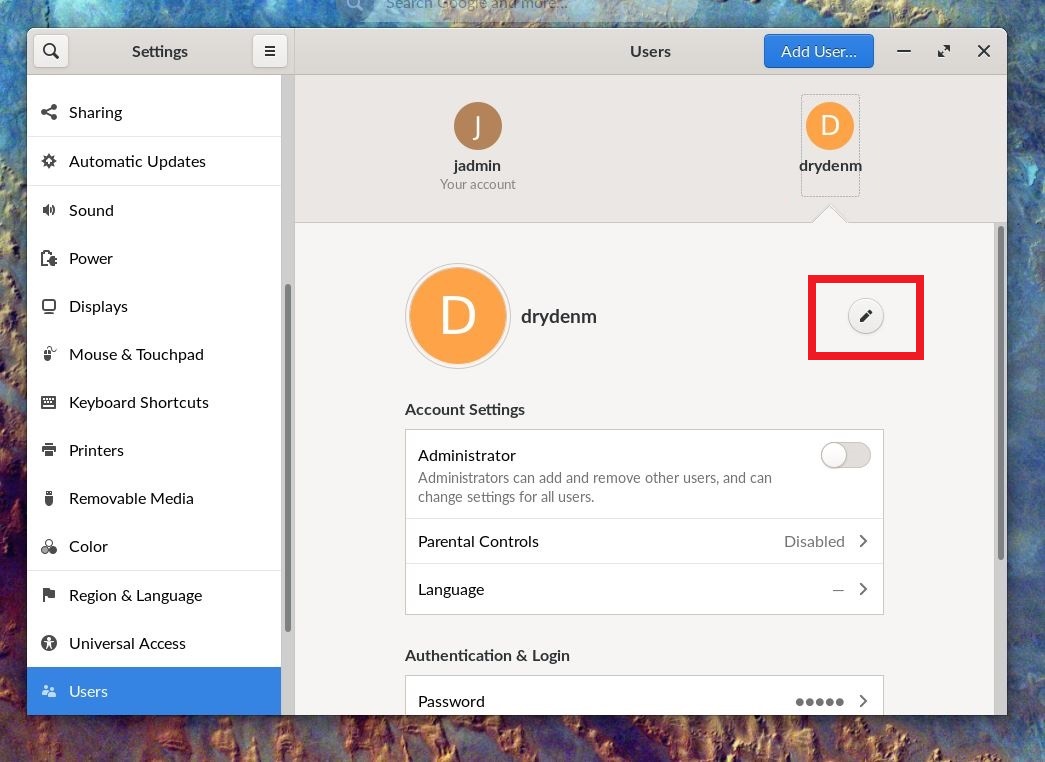 Search Google and more...
Settings
Users
Add User...
Sharing
Automatic Updates
Sound
Power
Displays
Mouse & Touchpad
Keyboard Shortcuts
Printers
Removable Media
Color
Region & Language
Universal Access
Users
J
jadmin
Your account
D
drydenm
D
drydenm
Account Settings
Administrator
Administrators can add and remove other users, and can
change settings for all users.
Parental Controls Disabled
Language —
Authentication & Login
Password ●●●●●